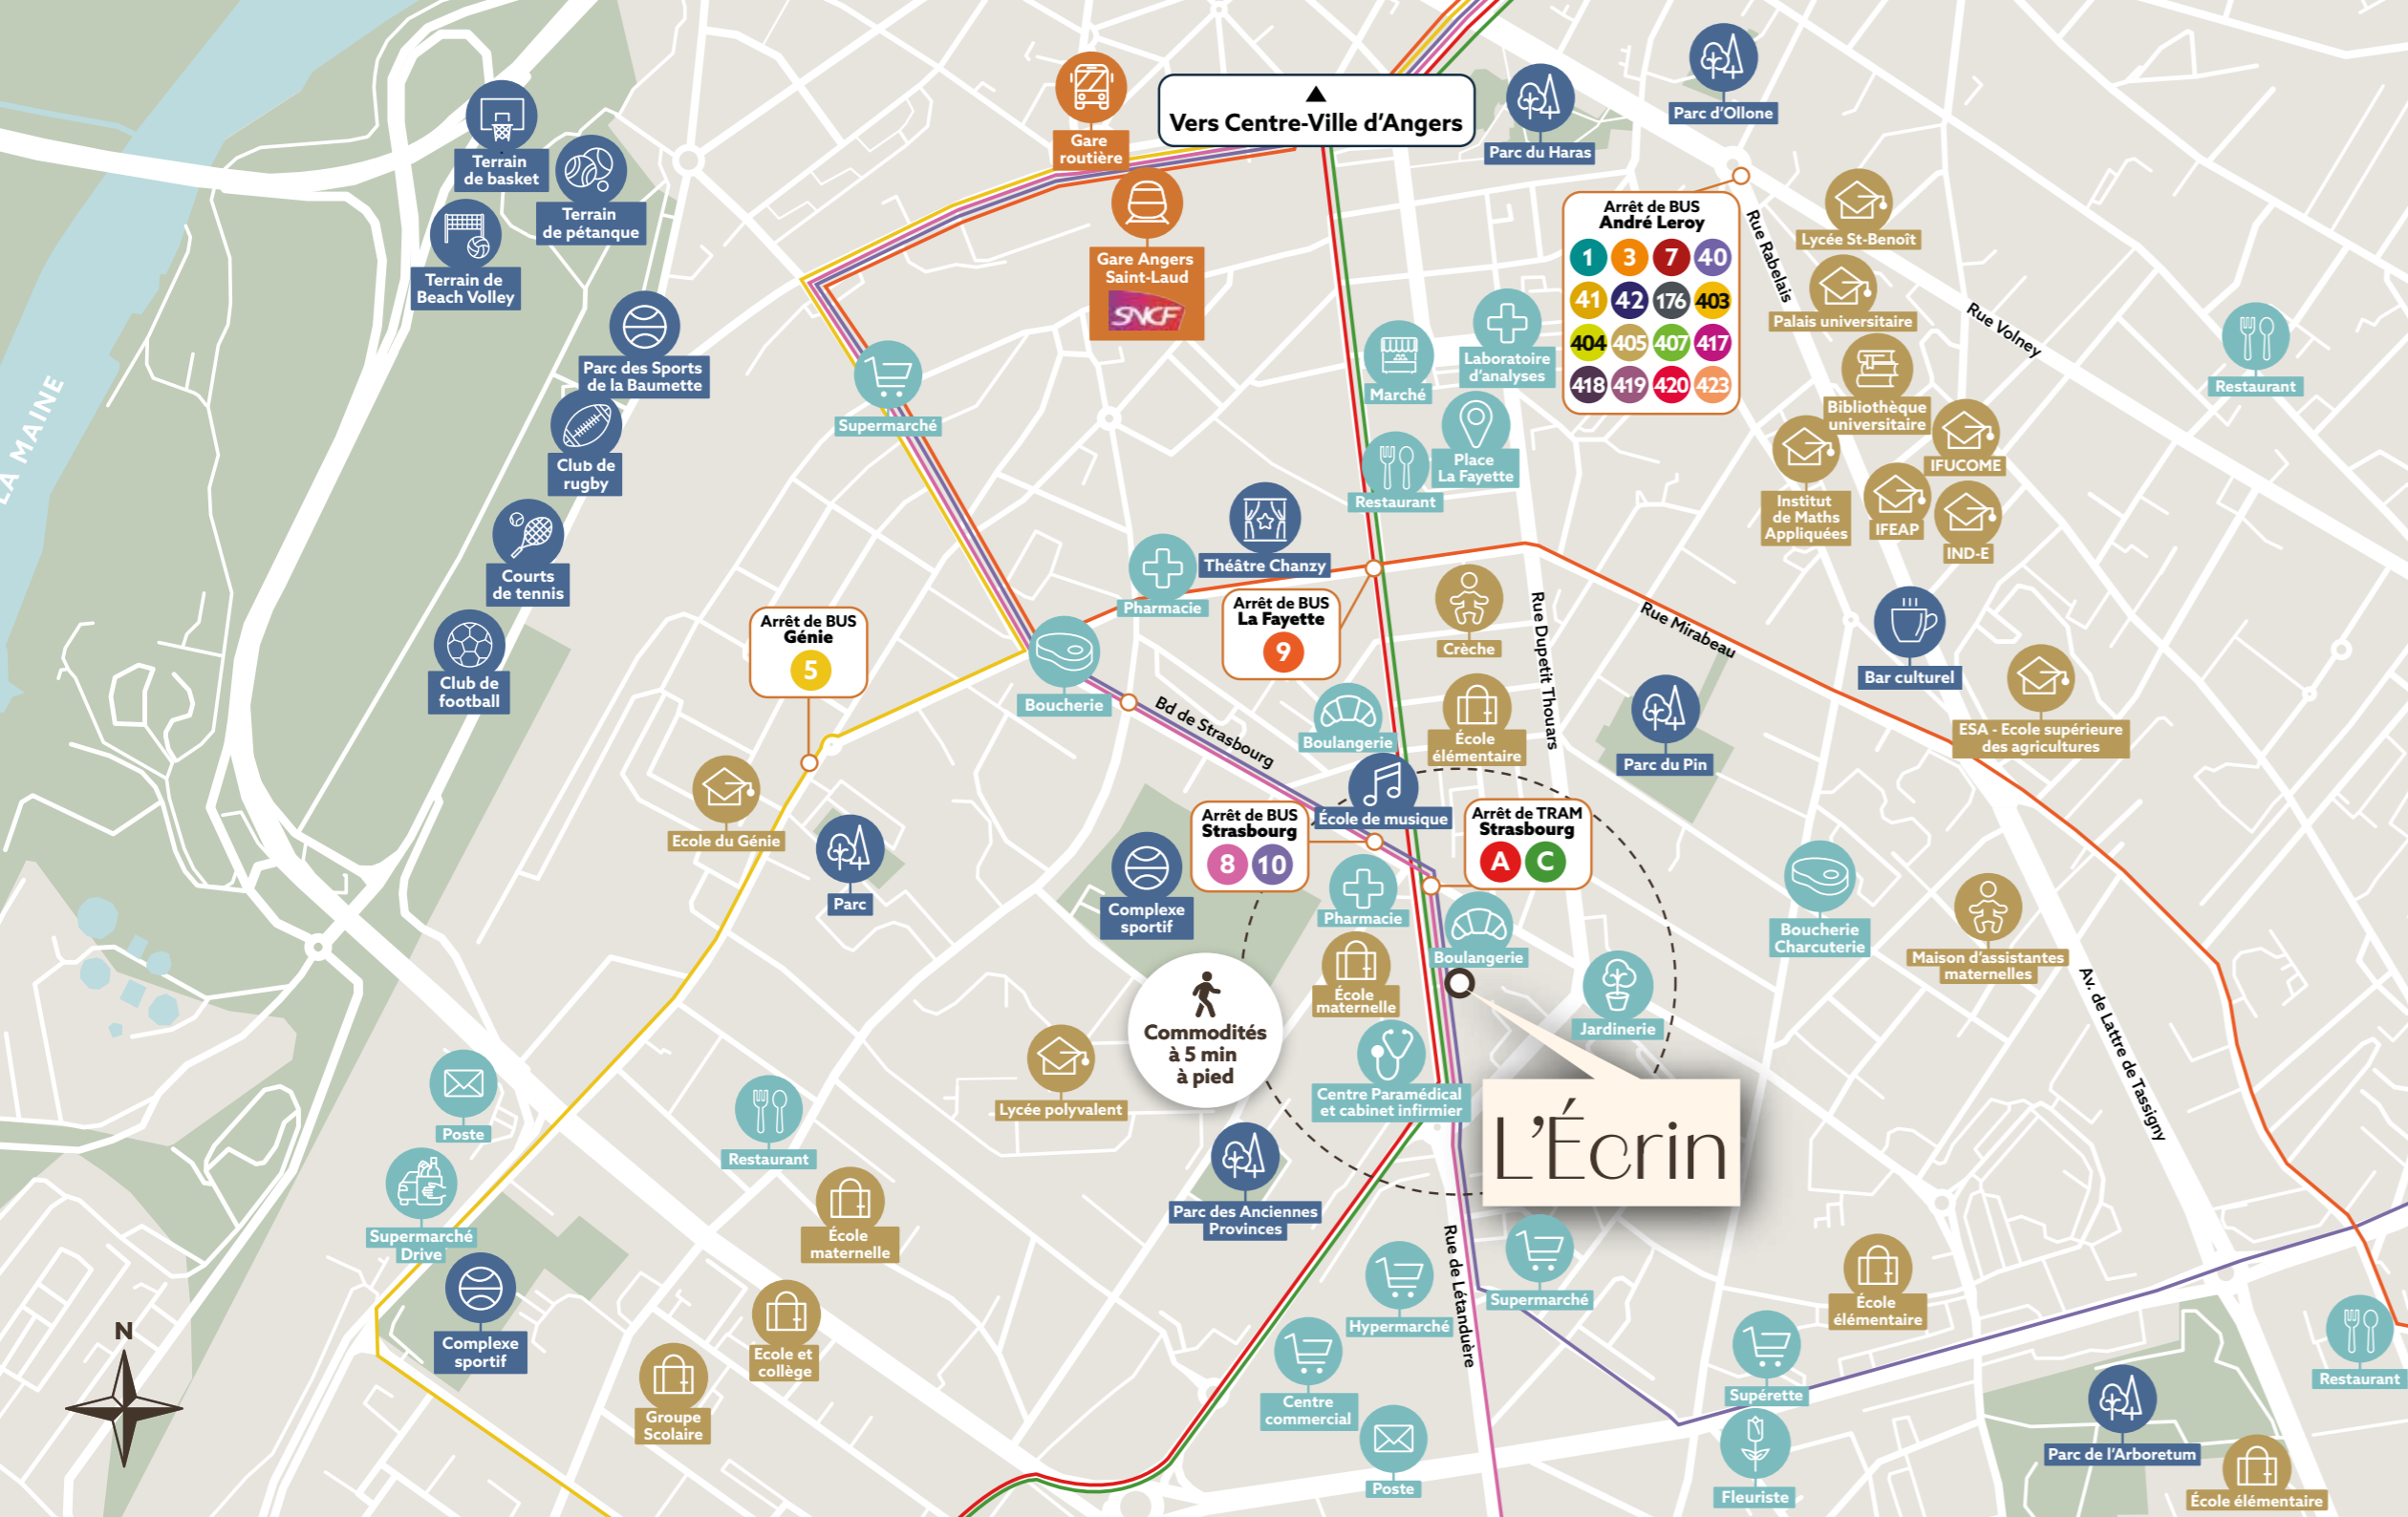 Vers Centre-Ville d'Angers
Gare
routière
Gare Angers
Saint-Laud
SNCF
Parc du Haras
Parc d'Ollone
Terrain
de basket
Terrain
de pétanque
Terrain de
Beach Volley
Parc des Sports
de la Baumette
Club de
rugby
Courts
de tennis
Club de
football
LA MAINE
Supermarché
Marché
Laboratoire
d'analyses
Place
La Fayette
Restaurant
Arrêt de BUS
André Leroy
1 3 7 40
41 42 176 403
404 405 407 417
418 419 420 423
Rue Rabelais
Rue Volney
Lycée St-Benoît
Palais universitaire
Bibliothèque
universitaire
IFUCOME
Institut
de Maths
Appliquées
IFEAP
IND-E
Restaurant
Théâtre Chanzy
Pharmacie
Arrêt de BUS
La Fayette
9
Crèche
Rue Dupetit Thouars
Rue Mirabeau
Bar culturel
ESA - Ecole supérieure
des agricultures
Arrêt de BUS
Génie
5
Boucherie
Bd de Strasbourg
Boulangerie
École
élémentaire
Parc du Pin
Ecole du Génie
Parc
Complexe
sportif
Arrêt de BUS
Strasbourg
8 10
École de musique
Arrêt de TRAM
Strasbourg
A C
Pharmacie
Boulangerie
École
maternelle
Jardinerie
Boucherie
Charcuterie
Maison d'assistantes
maternelles
Av. de Lattre de Tassigny
Commodités
à 5 min
à pied
Lycée polyvalent
Centre Paramédical
et cabinet infirmier
L'Écrin
Poste
Restaurant
Supermarché
Drive
École
maternelle
Parc des Anciennes
Provinces
Rue de Létanduère
Supermarché
Hypermarché
École
élémentaire
Complexe
sportif
Ecole et
collège
Groupe
Scolaire
Centre
commercial
Supérette
Restaurant
Poste
Fleuriste
Parc de l'Arboretum
École élémentaire
N